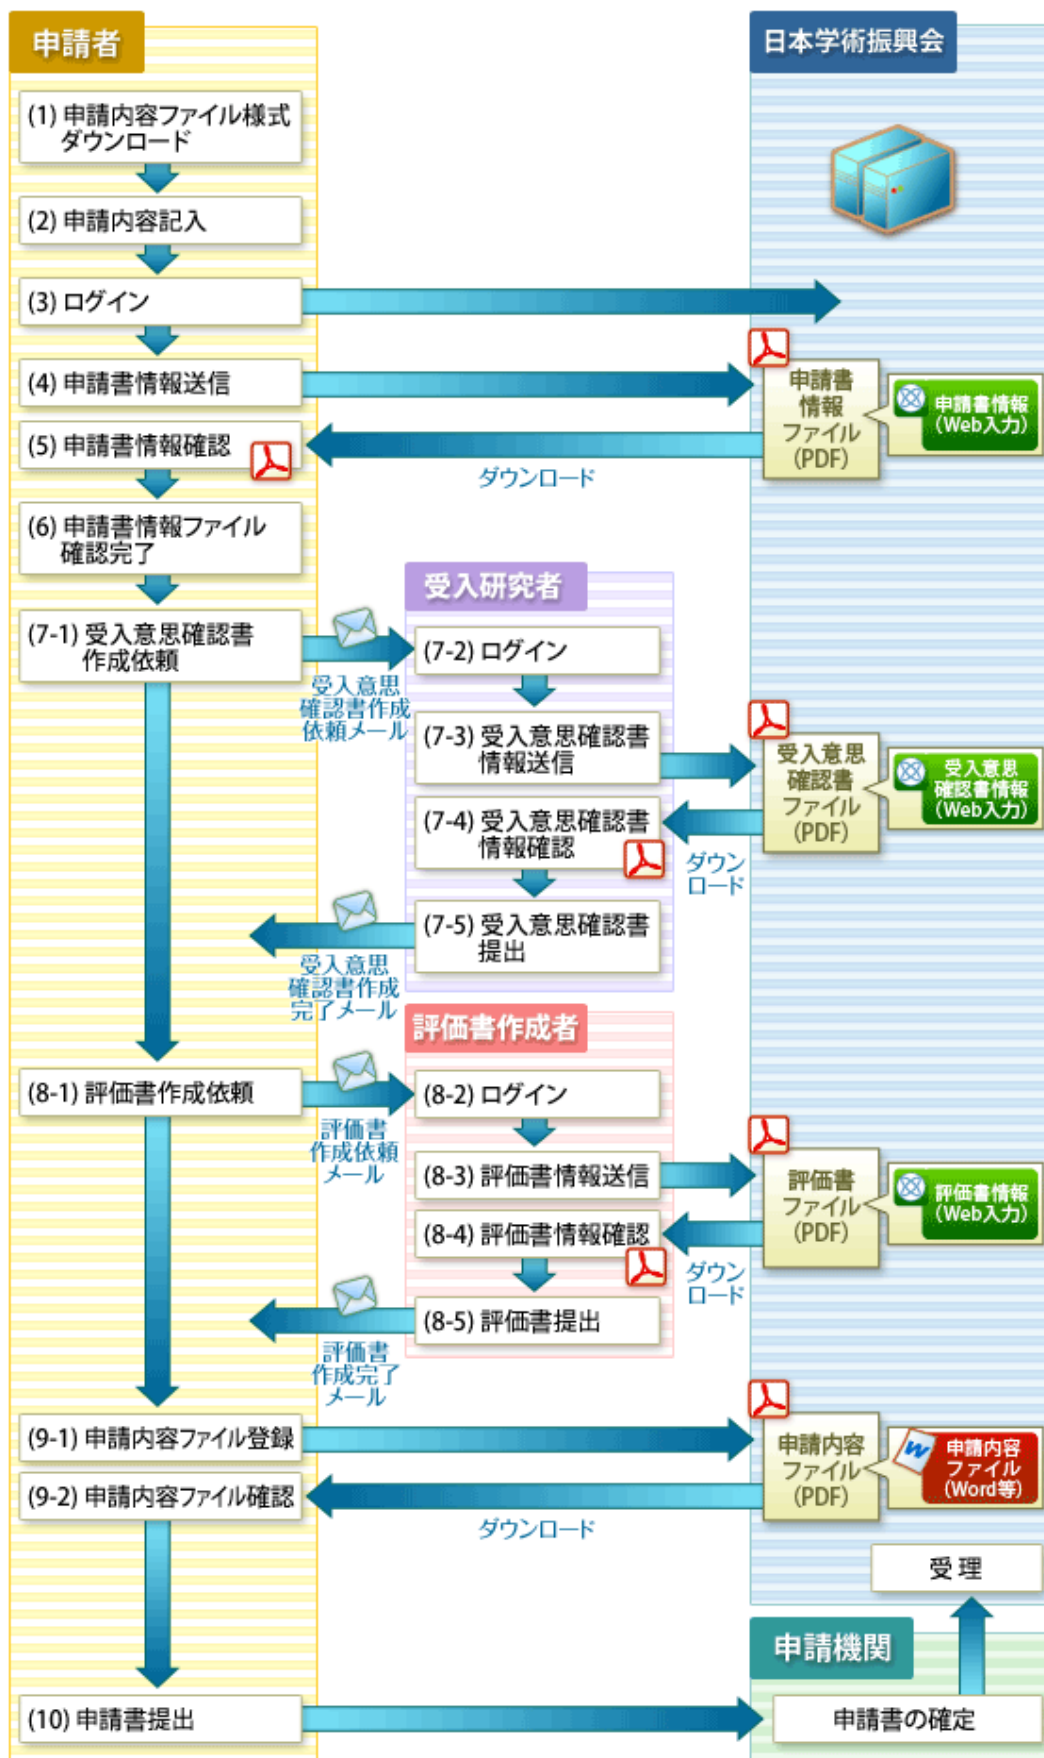 申請者
日本学術振興会
(1) 申請内容ファイル様式
ダウンロード
(2) 申請内容記入
(3) ログイン
(4) 申請書情報送信
申請書
情報
ファイル
(PDF)
申請書情報
(Web入力)
(5) 申請書情報確認
ダウンロード
(6) 申請書情報ファイル
確認完了
受入研究者
(7-1) 受入意思確認書
作成依頼
受入意思
確認書作成
依頼メール
(7-2) ログイン
(7-3) 受入意思確認書
情報送信
受入意思
確認書
ファイル
(PDF)
受入意思
確認書情報
(Web入力)
(7-4) 受入意思確認書
情報確認
ダウン
ロード
(7-5) 受入意思確認書
提出
受入意思
確認書作成
完了メール
評価書作成者
(8-1) 評価書作成依頼
評価書
作成依頼
メール
(8-2) ログイン
(8-3) 評価書情報送信
評価書
ファイル
(PDF)
評価書情報
(Web入力)
(8-4) 評価書情報確認
ダウン
ロード
(8-5) 評価書提出
評価書
作成完了
メール
(9-1) 申請内容ファイル登録
申請内容
ファイル
(PDF)
W
申請内容
ファイル
(Word等)
(9-2) 申請内容ファイル確認
ダウンロード
受理
申請機関
(10) 申請書提出
申請書の確定